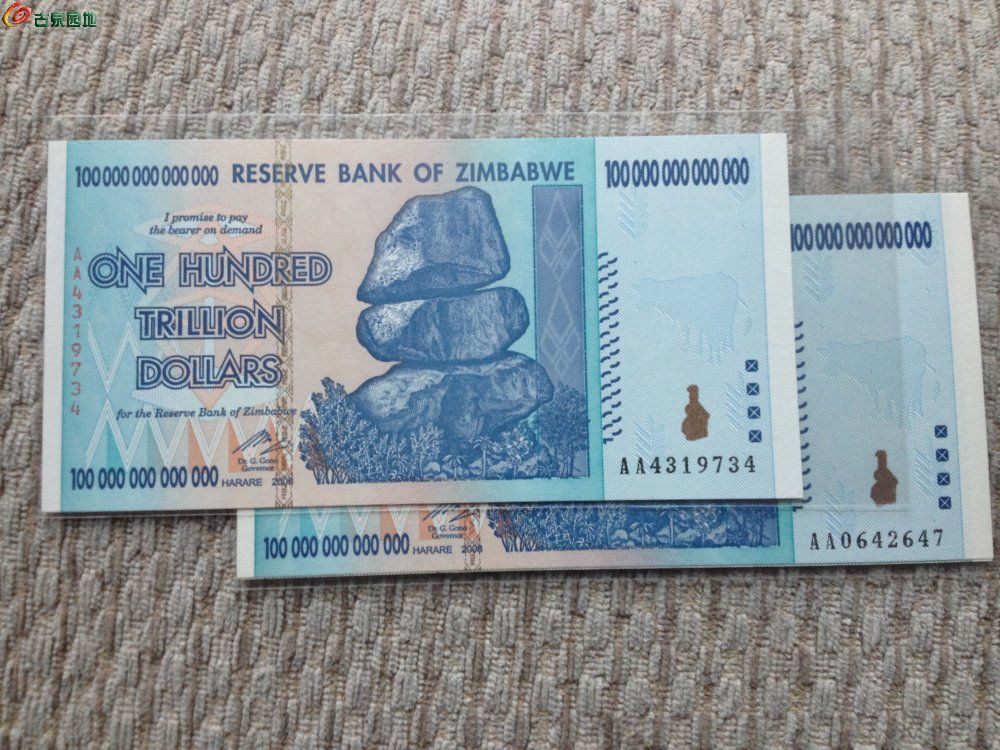 古泉园地
100 000 000 000 000 RESERVE BANK OF ZIMBABWE 100 000 000 000 000
I promise to pay
the bearer on demand
AA4319734
ONE HUNDRED
TRILLION
DOLLARS
for the Reserve Bank of Zimbabwe
Dr. G. Gono
Governor
100 000 000 000 000 HARARE 2008
AA4319734
100 000 000 000 000
Dr. G. Gono
Governor
100 000 000 000 000 HARARE 2008
AA0642647